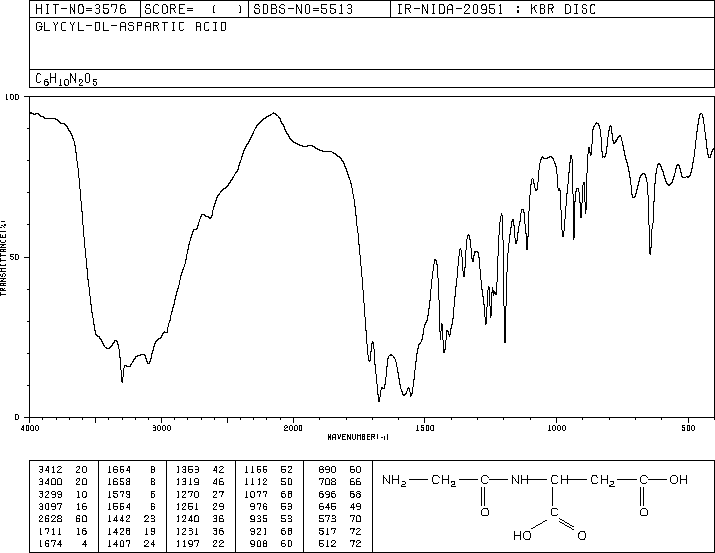 HIT-NO=3576 SCORE= ( ) SDBS-NO=5513 IR-NIDA-20951 : KBR DISC
GLYCYL-DL-ASPARTIC ACID
C6H10N2O5
100
50
0
TRANSMITTANCE(%)
4000 3000 2000 1500 1000 500
WAVENUMBER(-1)
3412 20 1664 8 1353 42 1155 52 890 60
3400 20 1658 8 1319 46 1112 50 708 66
3299 10 1579 6 1270 27 1077 68 696 68
3097 16 1554 6 1251 29 976 53 645 49
2628 60 1442 23 1240 36 935 53 573 70
1711 16 1428 19 1231 36 921 68 517 72
1674 4 1407 24 1197 22 908 60 512 72
NH2 CH2 C NH CH CH2 C OH
O C O
HO O